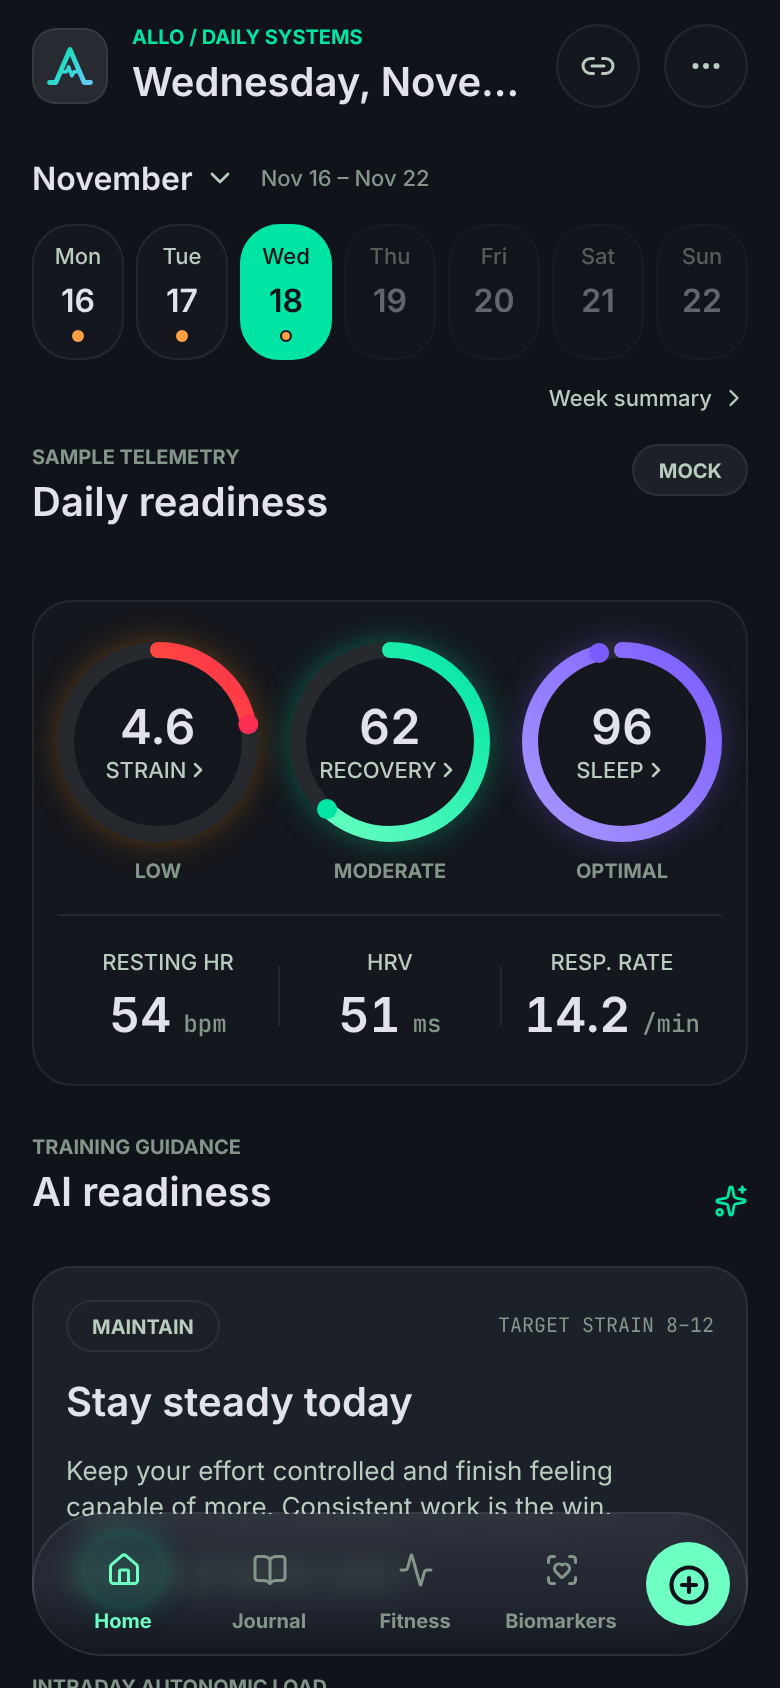 ALLO / DAILY SYSTEMS
Wednesday, Nove...
November Nov 16 – Nov 22
Mon Tue Wed Thu Fri Sat Sun
16 17 18 19 20 21 22
Week summary
SAMPLE TELEMETRY
MOCK
Daily readiness
4.6 62 96
STRAIN RECOVERY SLEEP
LOW MODERATE OPTIMAL
RESTING HR HRV RESP. RATE
54 bpm 51 ms 14.2 /min
TRAINING GUIDANCE
AI readiness
MAINTAIN TARGET STRAIN 8–12
Stay steady today
Keep your effort controlled and finish feeling
capable of more. Consistent work is the win.
Home Journal Fitness Biomarkers
INTRADAY AUTONOMIC LOAD